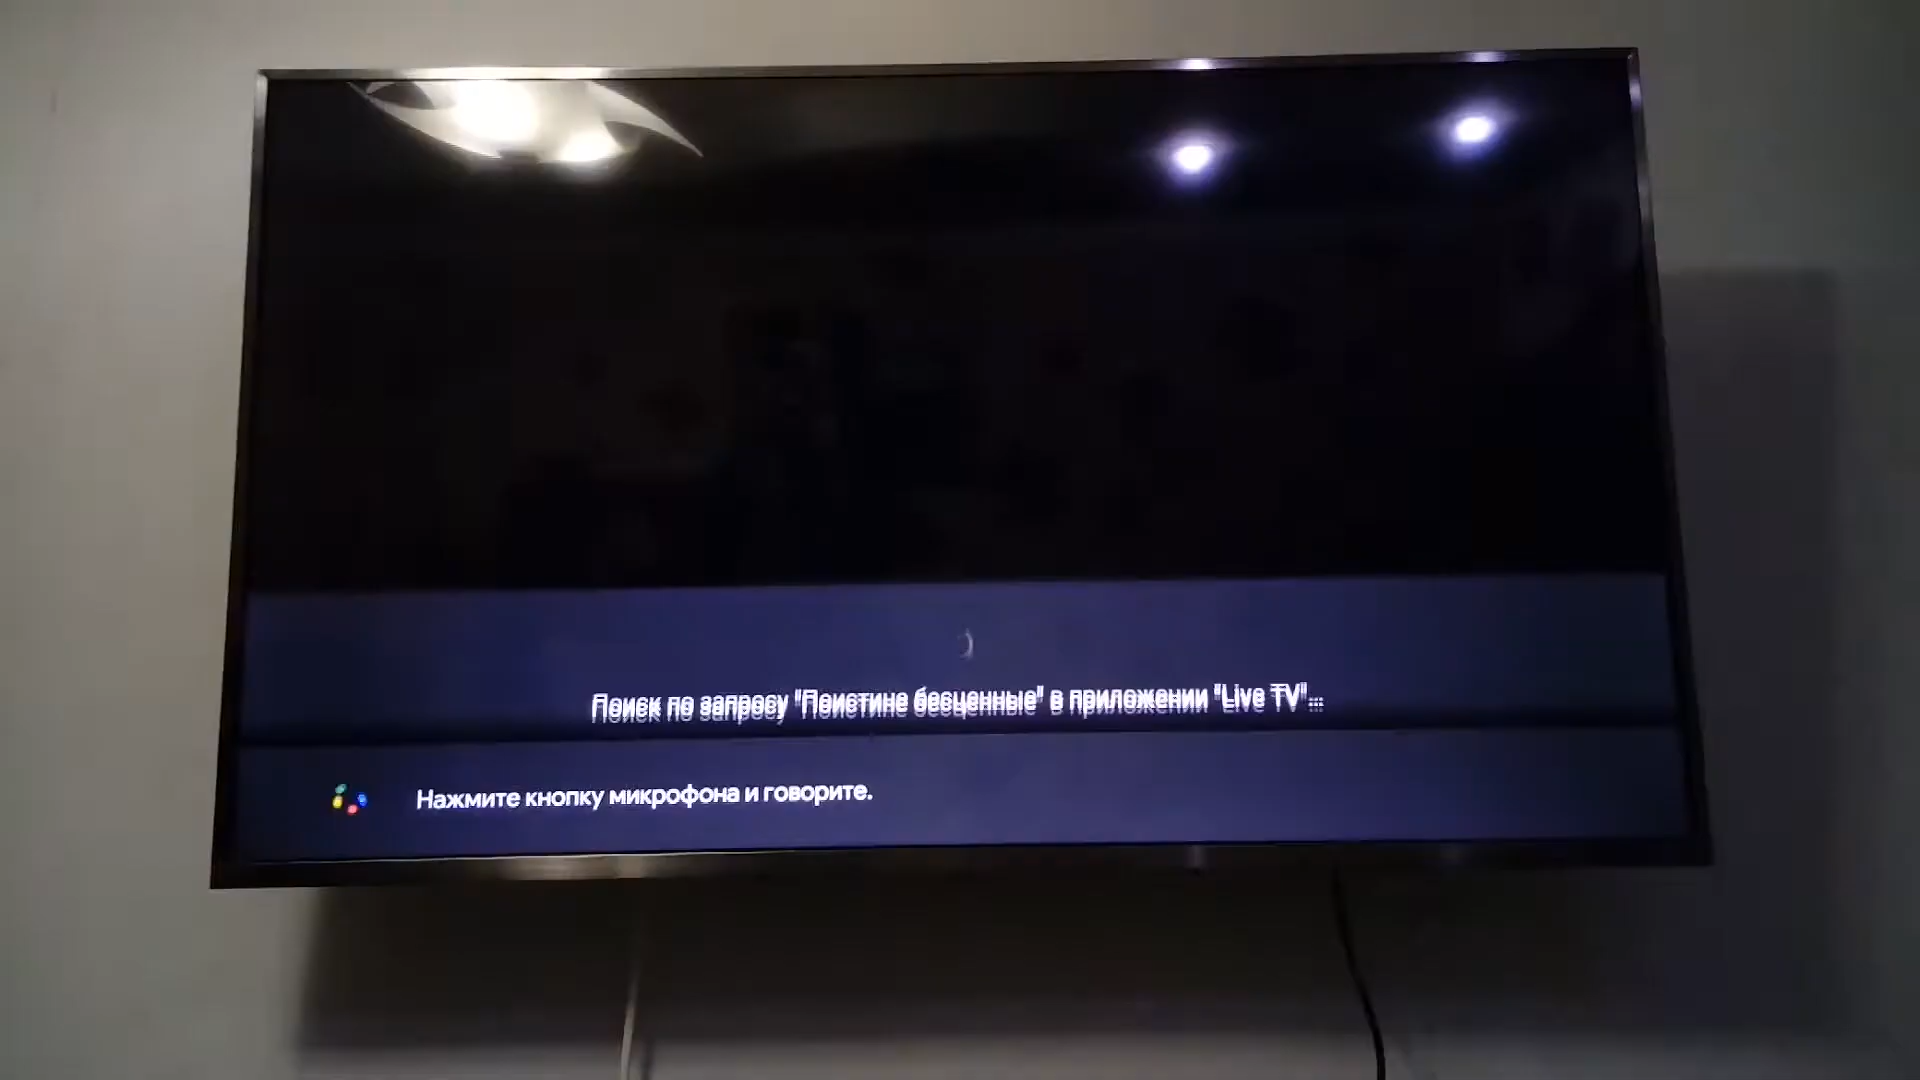 Поиск по запросу "Поистине бесценные" в приложении "Live TV"...
Нажмите кнопку микрофона и говорите.